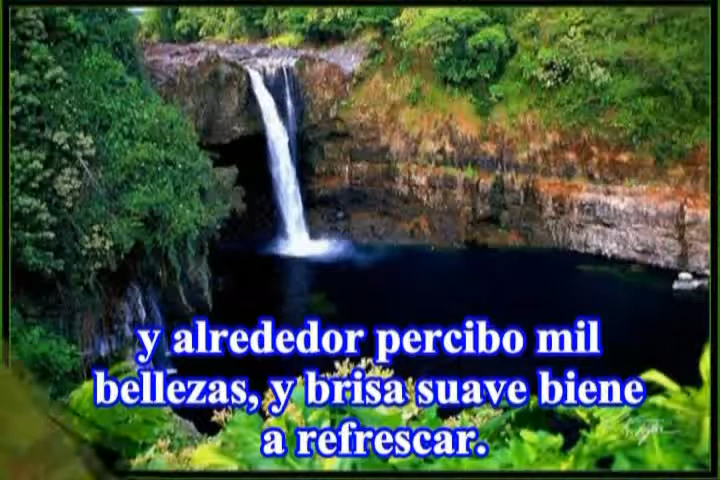 y alrededor percibo mil
bellezas, y brisa suave biene
a refrescar.